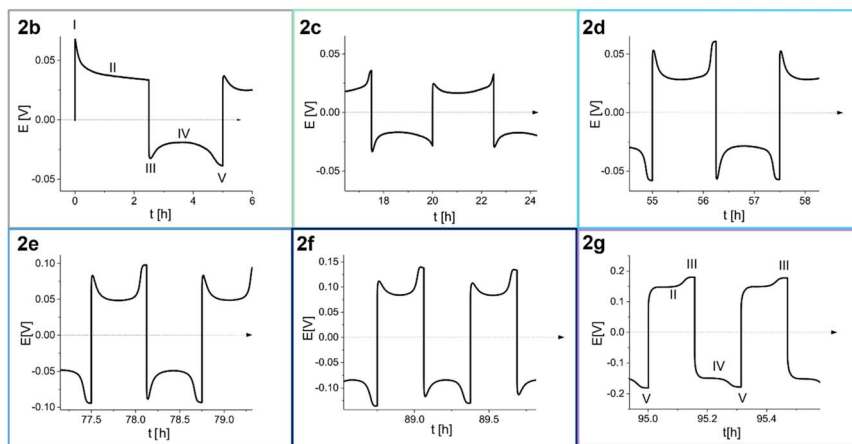 2b
I
II
III
IV
V
E [V]
0.05
0.00
-0.05
0
2
4
6
t [h]
2c
E [V]
0.05
0.00
-0.05
18
20
22
24
t [h]
2d
E [V]
0.05
0.00
-0.05
55
56
57
58
t [h]
2e
E[V]
0.10
0.05
0.00
-0.05
-0.10
77.5
78.0
78.5
79.0
t [h]
2f
E[V]
0.15
0.10
0.05
0.00
-0.05
-0.10
89.0
89.5
t [h]
2g
III
III
II
IV
V
V
E[V]
0.2
0.1
0.0
-0.1
-0.2
95.0
95.2
95.4
t[h]